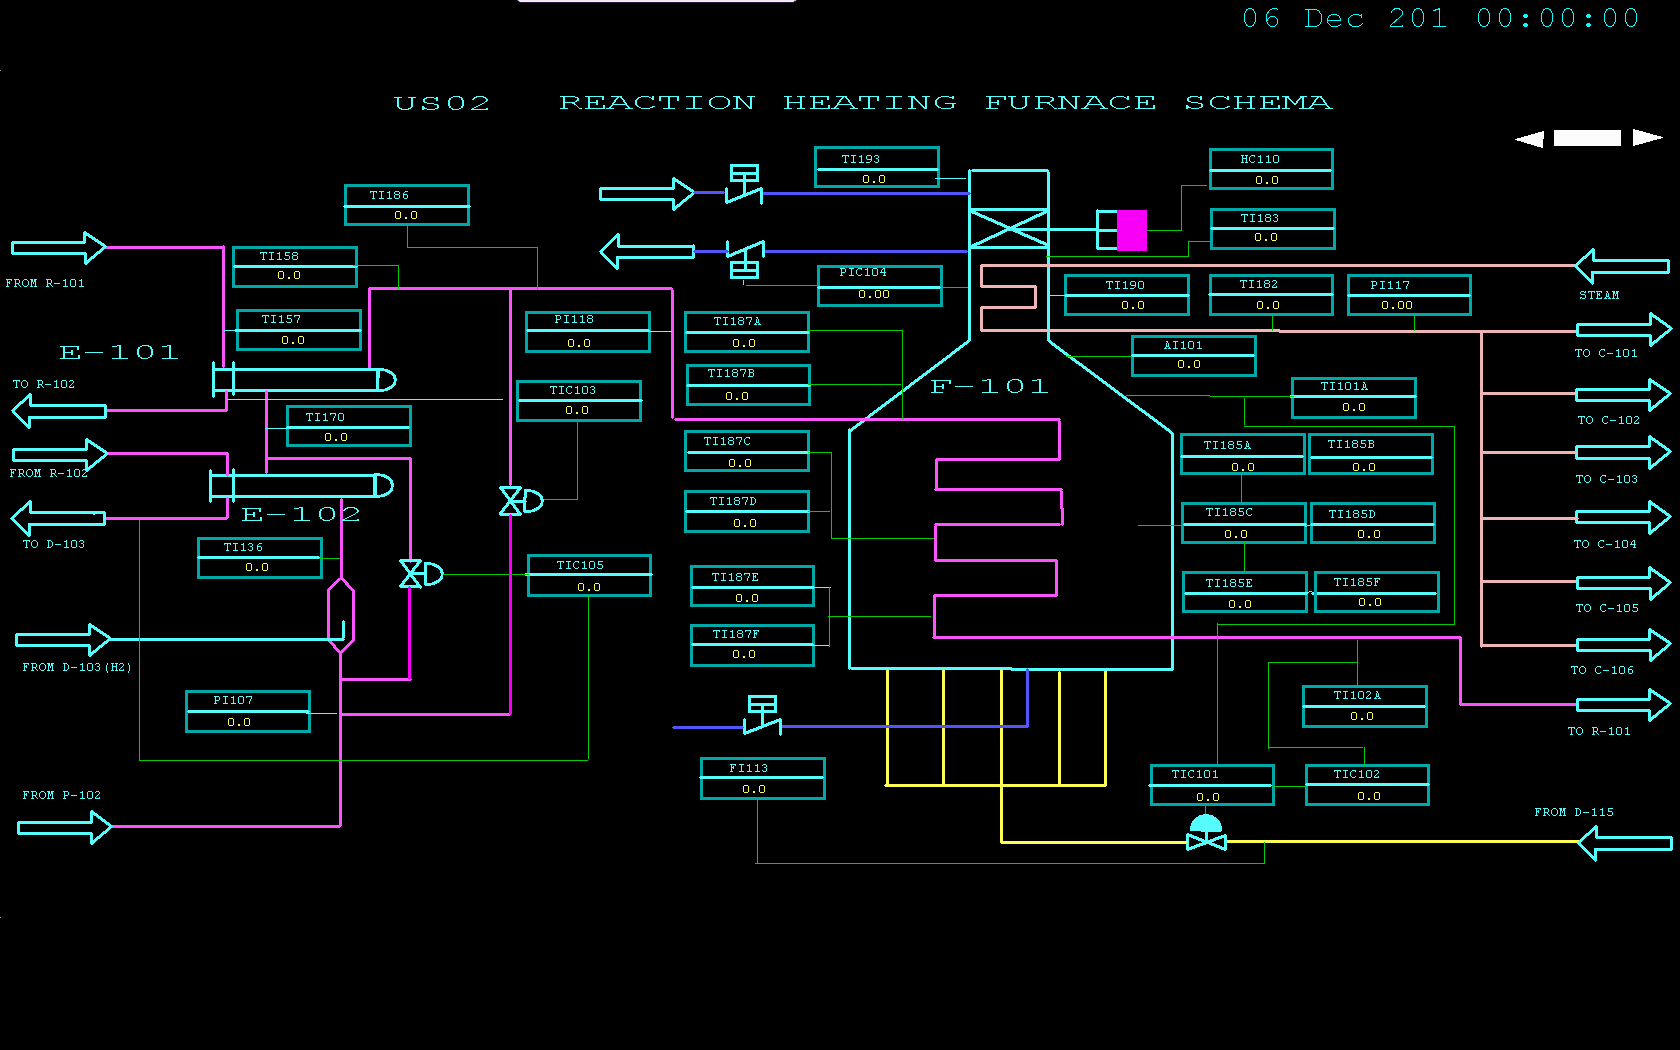 06 Dec 201 00:00:00
US02 REACTION HEATING FURNACE SCHEMA
TI193
0.0
HC110
0.0
TI186
0.0
TI183
0.0
FROM R-101
TI158
0.0
PIC104
0.00
TI190
0.0
TI182
0.0
PI117
0.00
STEAM
TI157
0.0
PI118
0.0
TI187A
0.0
E-101
AI101
0.0
TO C-101
TO R-102
TIC103
0.0
TI187B
0.0
F-101
TI101A
0.0
TO C-102
TI170
0.0
TI187C
0.0
TI185A
0.0
TI185B
0.0
FROM R-102
TO C-103
E-102
TI187D
0.0
TI185C
0.0
TI185D
0.0
TO D-103
TO C-104
TI136
0.0
TIC105
0.0
TI187E
0.0
TI185E
0.0
TI185F
0.0
TO C-105
FROM D-103(H2)
TI187F
0.0
TO C-106
PI107
0.0
TI102A
0.0
TO R-101
FI113
0.0
TIC101
0.0
TIC102
0.0
FROM P-102
FROM D-115